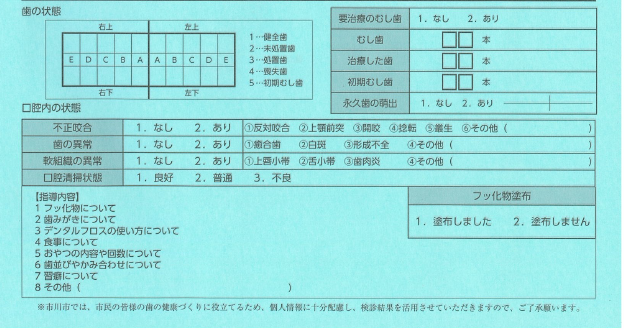 歯の状態
右上 左上
E D C B A A B C D E
右下 左下
1…健全歯
2…未処置歯
3…処置歯
4…喪失歯
5…初期むし歯
要治療のむし歯 1．なし 2．あり
むし歯 本
治療した歯 本
初期むし歯 本
永久歯の萌出 1．なし 2．あり
口腔内の状態
不正咬合 1．なし 2．あり ①反対咬合 ②上顎前突 ③開咬 ④捻転 ⑤叢生 ⑥その他（ ）
歯の異常 1．なし 2．あり ①癒合歯 ②白斑 ③形成不全 ④その他（ ）
軟組織の異常 1．なし 2．あり ①上唇小帯 ②舌小帯 ③歯肉炎 ④その他（ ）
口腔清掃状態 1．良好 2．普通 3．不良
【指導内容】
1 フッ化物について
2 歯みがきについて
3 デンタルフロスの使い方について
4 食事について
5 おやつの内容や回数について
6 歯並びやかみ合わせについて
7 習癖について
8 その他（ ）
フッ化物塗布
1．塗布しました 2．塗布しません
※市川市では、市民の皆様の歯の健康づくりに役立てるため、個人情報に十分配慮し、検診結果を活用させていただきますので、ご了承願います。